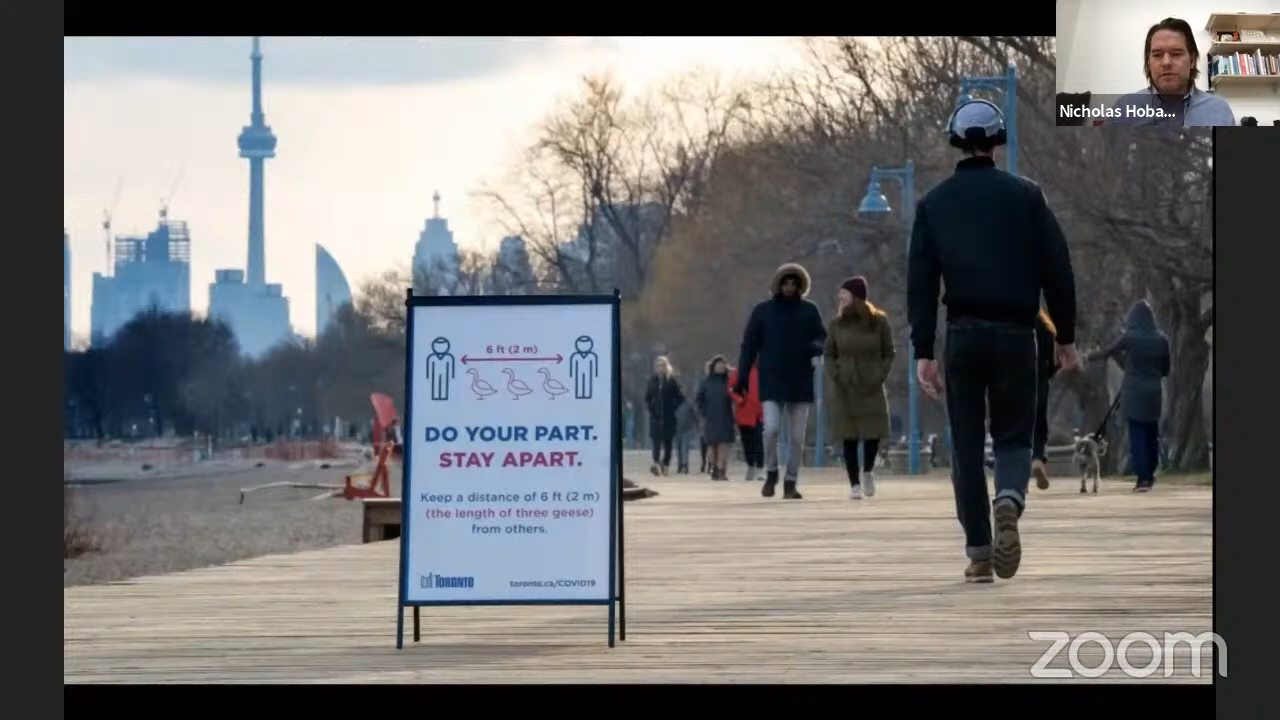 Nicholas Hoba...
6 ft (2 m)
DO YOUR PART.
STAY APART.
Keep a distance of 6 ft (2 m)
(the length of three geese)
from others.
TORONTO
toronto.ca/COVID19
zoom